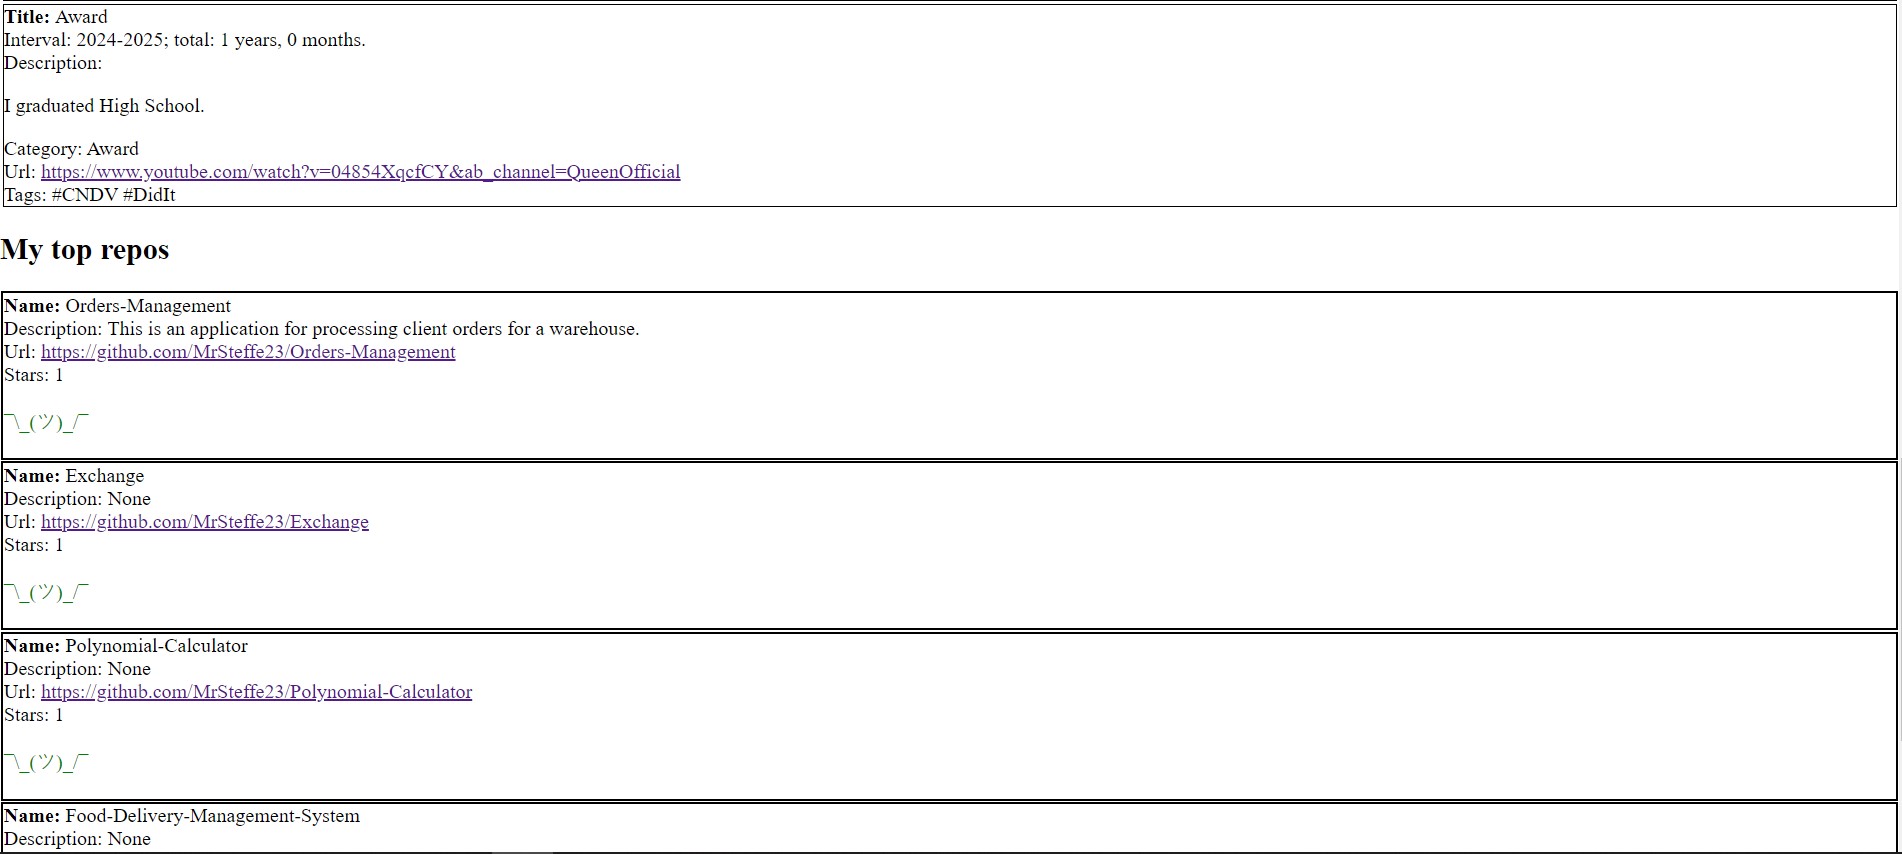 Title: Award
Interval: 2024-2025; total: 1 years, 0 months.
Description:
I graduated High School.
Category: Award
Url: https://www.youtube.com/watch?v=04854XqcfCY&ab_channel=QueenOfficial
Tags: #CNDV #DidIt
My top repos
Name: Orders-Management
Description: This is an application for processing client orders for a warehouse.
Url: https://github.com/MrSteffe23/Orders-Management
Stars: 1
¯\_(ツ)_/¯
Name: Exchange
Description: None
Url: https://github.com/MrSteffe23/Exchange
Stars: 1
¯\_(ツ)_/¯
Name: Polynomial-Calculator
Description: None
Url: https://github.com/MrSteffe23/Polynomial-Calculator
Stars: 1
¯\_(ツ)_/¯
Name: Food-Delivery-Management-System
Description: None